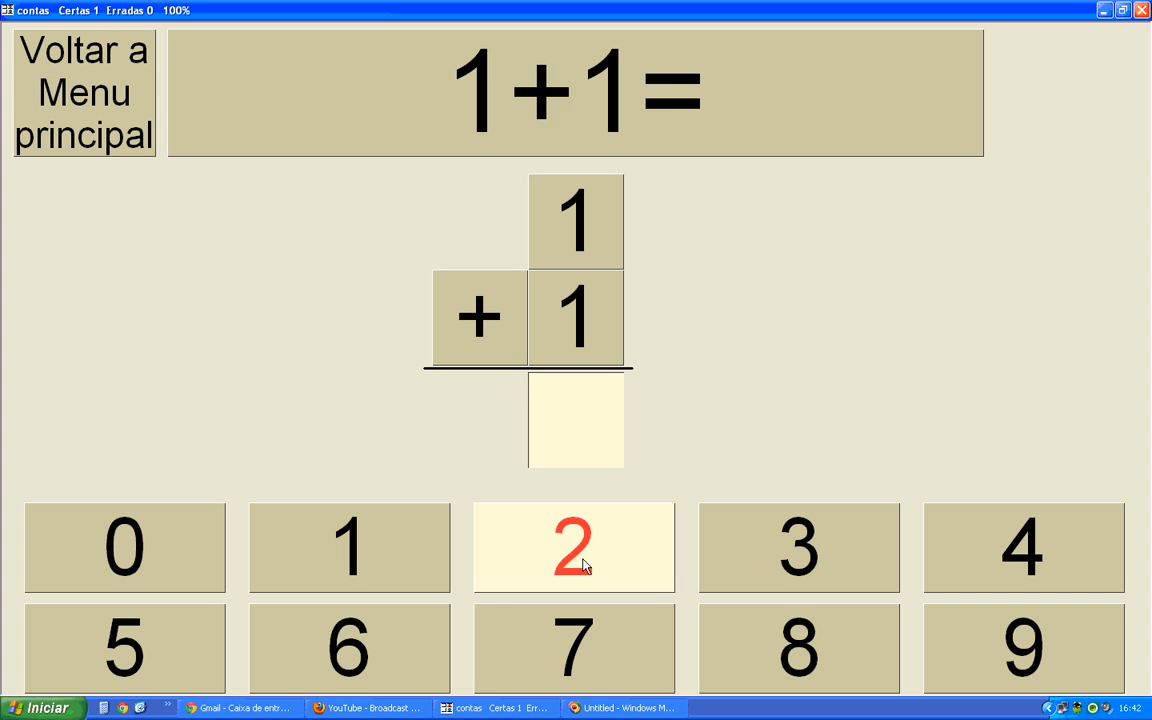 contas Certas 1 Erradas 0 100%
Voltar a
Menu
principal
1+1=
1
+ 1
0 1 2 3 4
5 6 7 8 9
Iniciar
Gmail - Caixa de entr...
YouTube - Broadcast ...
contas Certas 1 Err...
Untitled - Windows M...
16:42